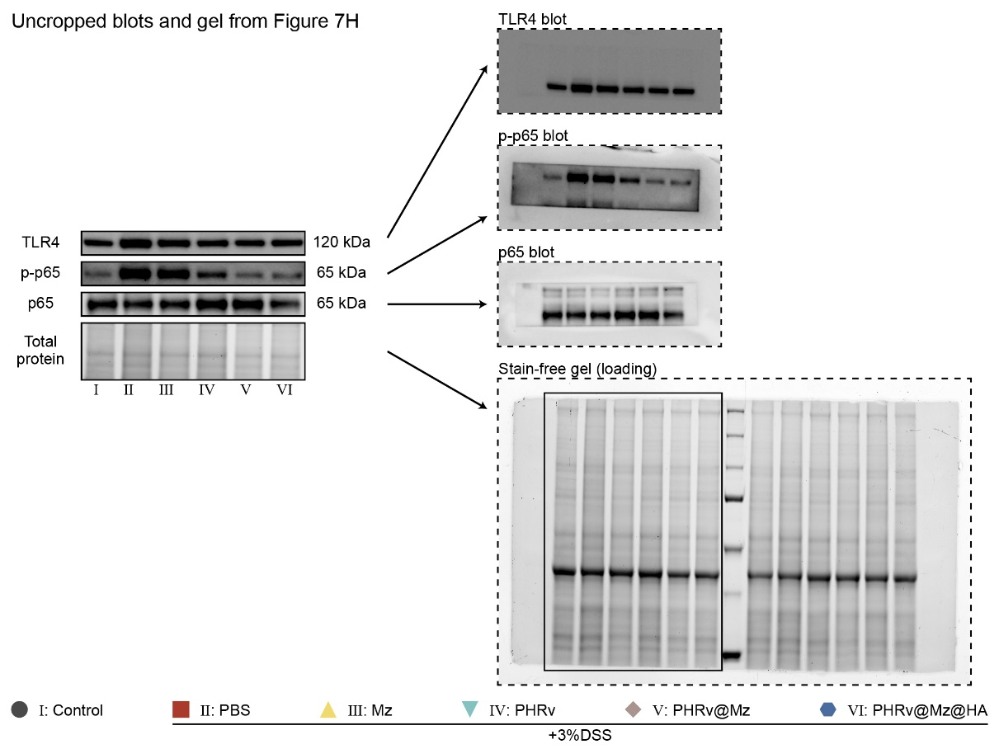 Uncropped blots and gel from Figure 7H
TLR4 blot
p-p65 blot
TLR4
120 kDa
p-p65
65 kDa
p65
65 kDa
Total
protein
I II III IV V VI
p65 blot
Stain-free gel (loading)
I: Control
II: PBS
III: Mz
IV: PHRv
V: PHRv@Mz
VI: PHRv@Mz@HA
+3%DSS